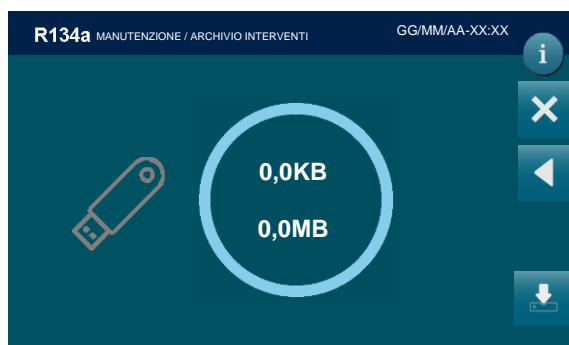 R134a MANUTENZIONE / ARCHIVIO INTERVENTI GG/MM/AA-XX:XX
i
0,0KB
0,0MB